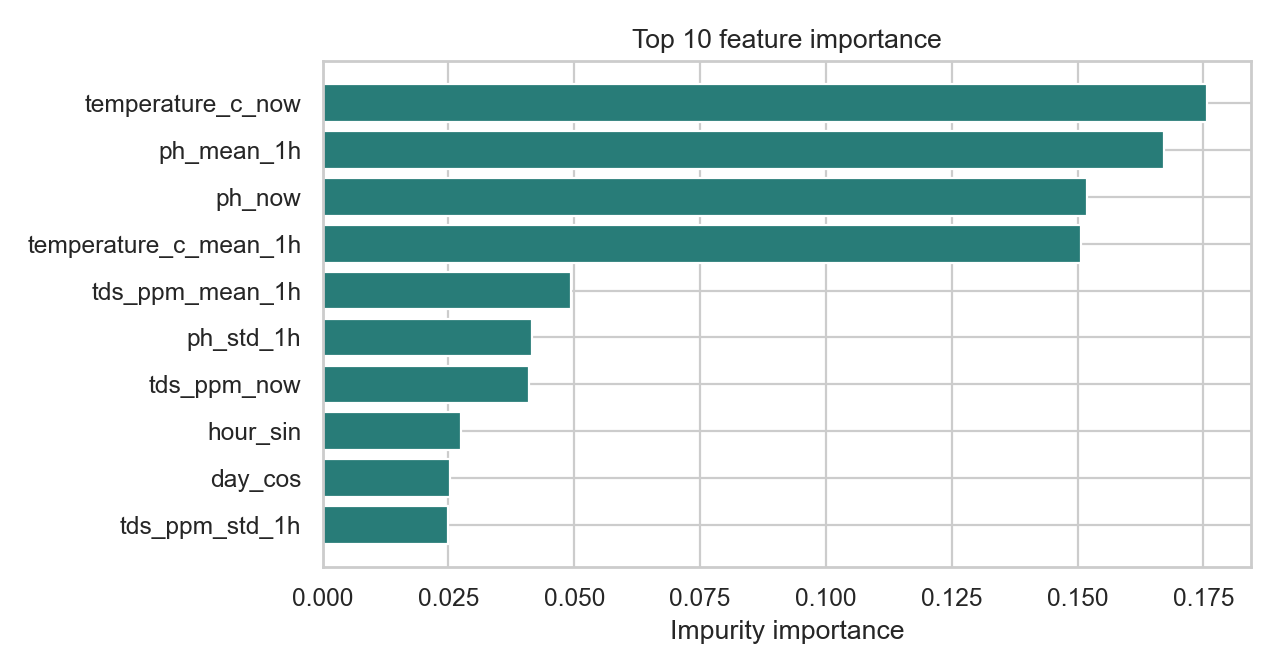 Top 10 feature importance
temperature_c_now
ph_mean_1h
ph_now
temperature_c_mean_1h
tds_ppm_mean_1h
ph_std_1h
tds_ppm_now
hour_sin
day_cos
tds_ppm_std_1h
0.000 0.025 0.050 0.075 0.100 0.125 0.150 0.175
Impurity importance